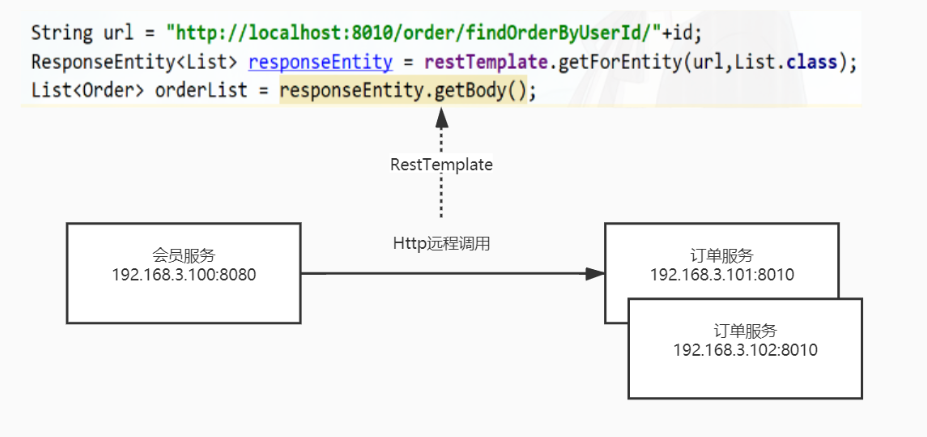 String url = "http://localhost:8010/order/findOrderByUserId/"+id;
ResponseEntity<List> responseEntity = restTemplate.getForEntity(url,List.class);
List<Order> orderList = responseEntity.getBody();
RestTemplate
Http远程调用
会员服务
192.168.3.100:8080
订单服务
192.168.3.101:8010
订单服务
192.168.3.102:8010